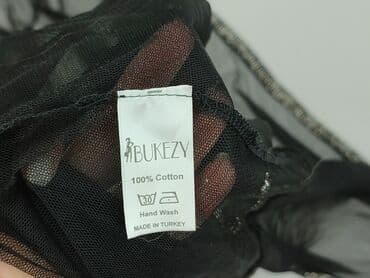 BUKEZY
100% Cotton
30
Hand Wash
MADE IN TURKEY